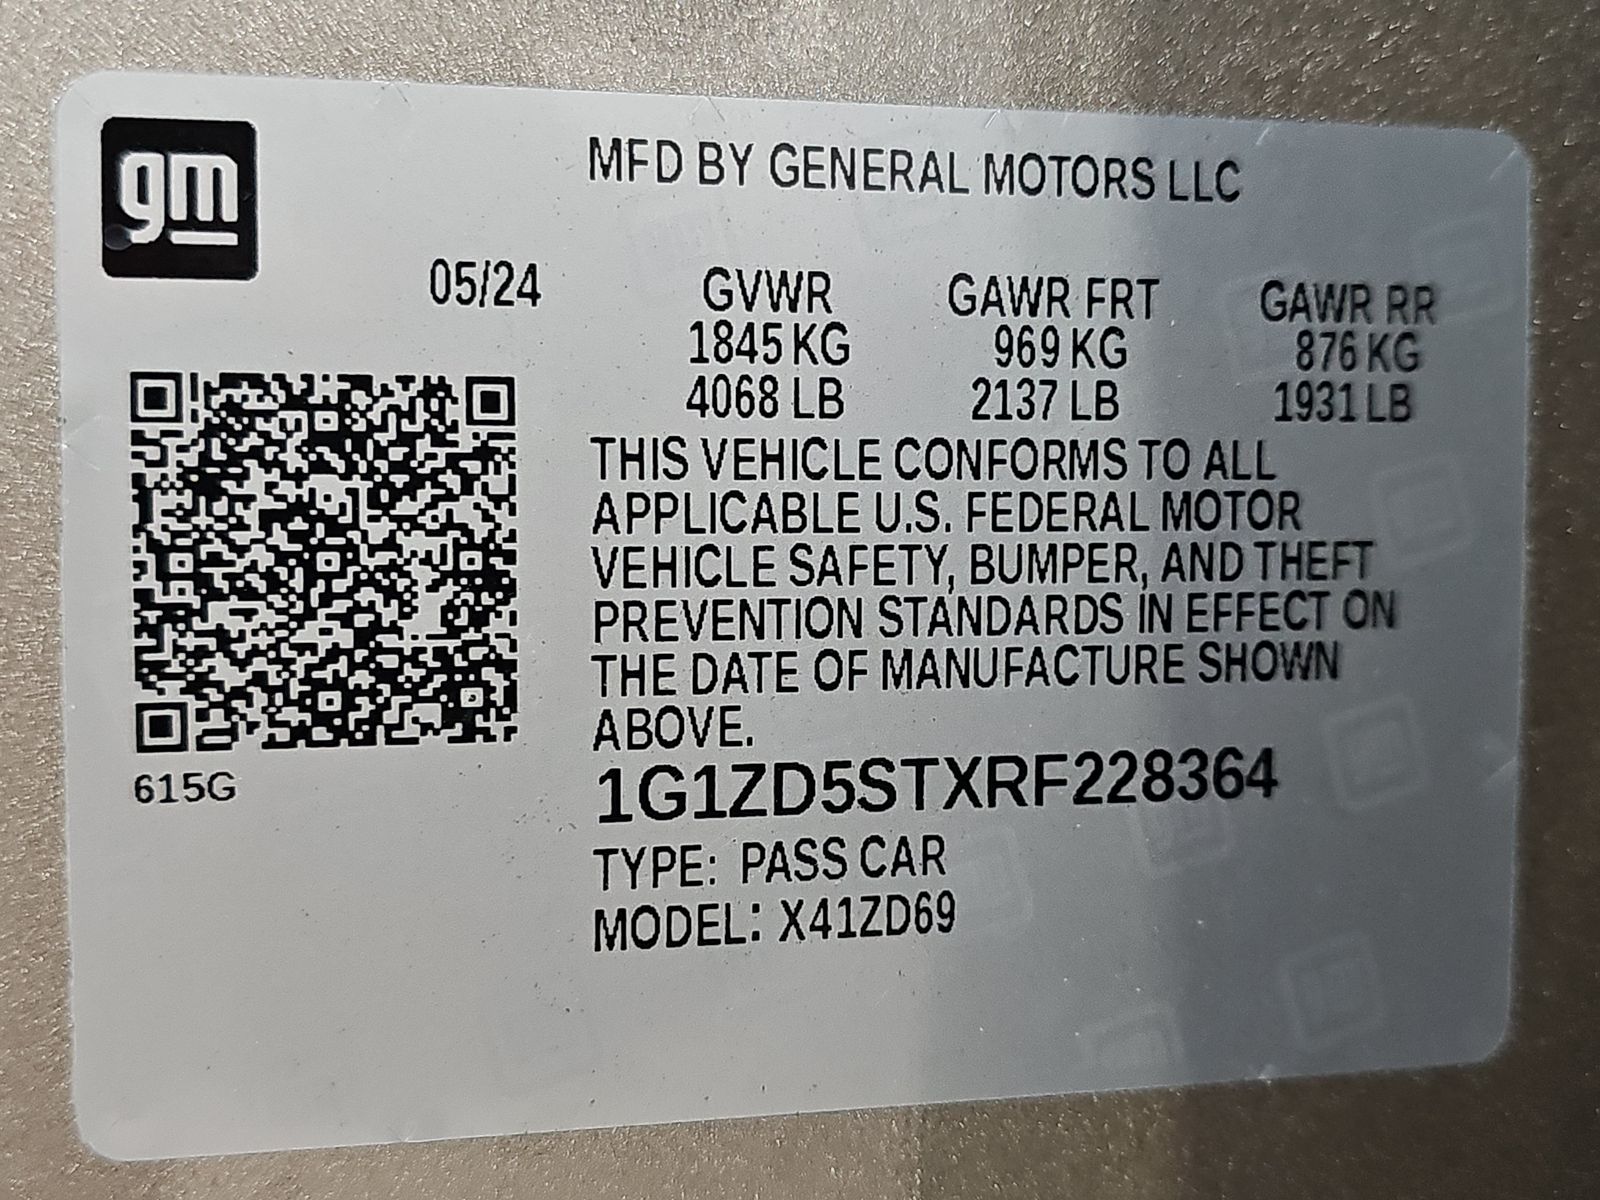 gm
MFD BY GENERAL MOTORS LLC
05/24 GVWR GAWR FRT GAWR RR
1845 KG 969 KG 876 KG
4068 LB 2137 LB 1931 LB
THIS VEHICLE CONFORMS TO ALL
APPLICABLE U.S. FEDERAL MOTOR
VEHICLE SAFETY, BUMPER, AND THEFT
PREVENTION STANDARDS IN EFFECT ON
THE DATE OF MANUFACTURE SHOWN
ABOVE.
615G
1G1ZD5STXRF228364
TYPE: PASS CAR
MODEL: X41ZD69